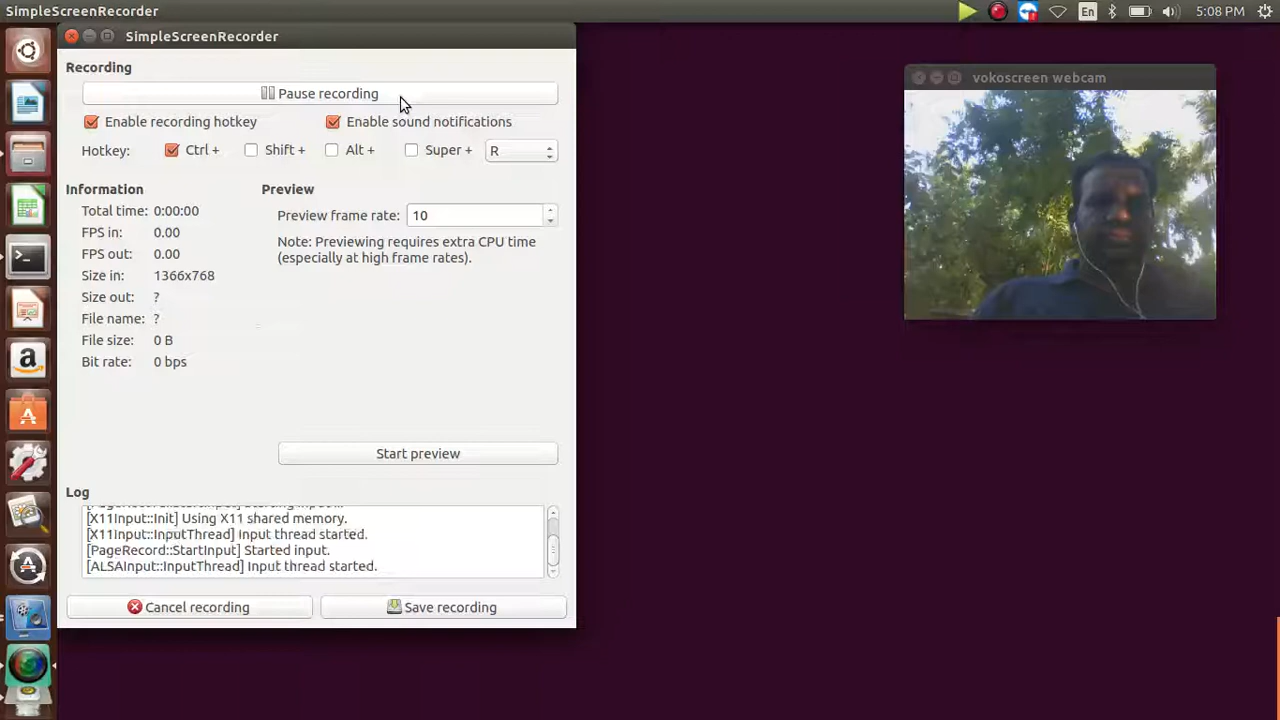 SimpleScreenRecorder
En
5:08 PM
SimpleScreenRecorder
Recording
Pause recording
Enable recording hotkey
Enable sound notifications
Hotkey:
Ctrl +
Shift +
Alt +
Super +
R
Information
Total time: 0:00:00
FPS in: 0.00
FPS out: 0.00
Size in: 1366x768
Size out: ?
File name: ?
File size: 0 B
Bit rate: 0 bps
Preview
Preview frame rate: 10
Note: Previewing requires extra CPU time
(especially at high frame rates).
Start preview
Log
[X11Input::Init] Using X11 shared memory.
[X11Input::InputThread] Input thread started.
[PageRecord::StartInput] Started input.
[ALSAInput::InputThread] Input thread started.
Cancel recording
Save recording
vokoscreen webcam